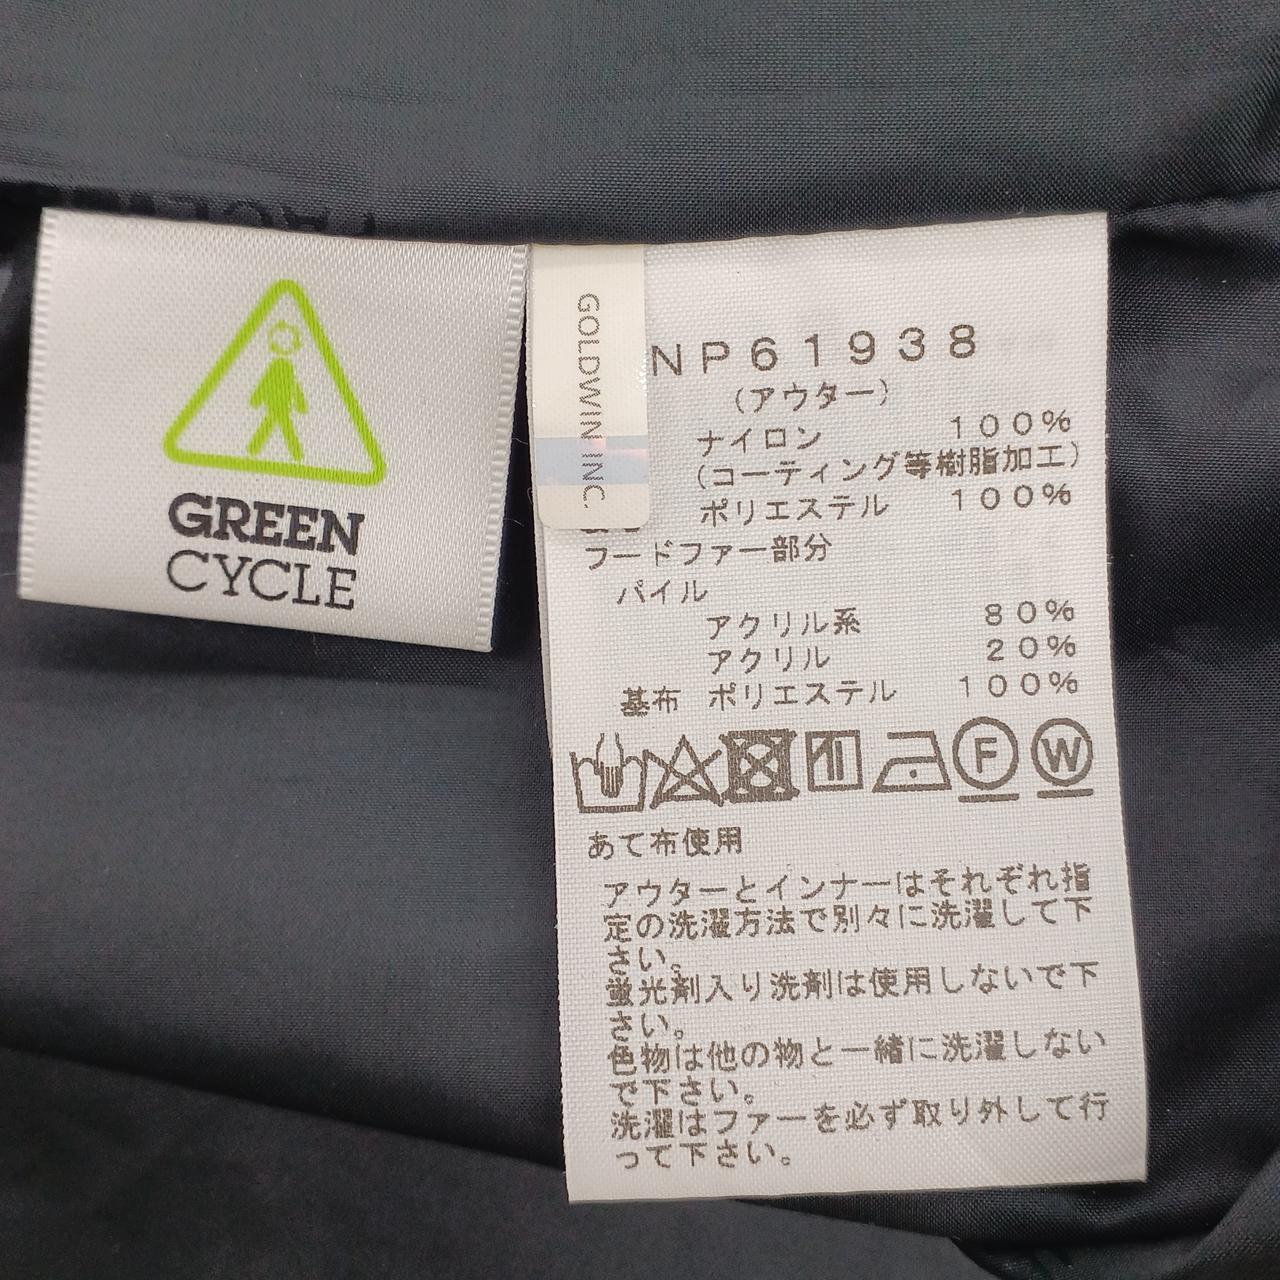 GREEN
CYCLE
GOLDWIN INC.
NP61938
(アウター)
ナイロン 100%
(コーティング等樹脂加工)
ポリエステル 100%
フードファー部分
パイル
アクリル系 80%
アクリル 20%
基布 ポリエステル 100%
F W
あて布使用
アウターとインナーはそれぞれ指
定の洗濯方法で別々に洗濯して下
さい。
蛍光剤入り洗剤は使用しないで下
さい。
色物は他の物と一緒に洗濯しない
で下さい。
洗濯はファーを必ず取り外して行
って下さい。